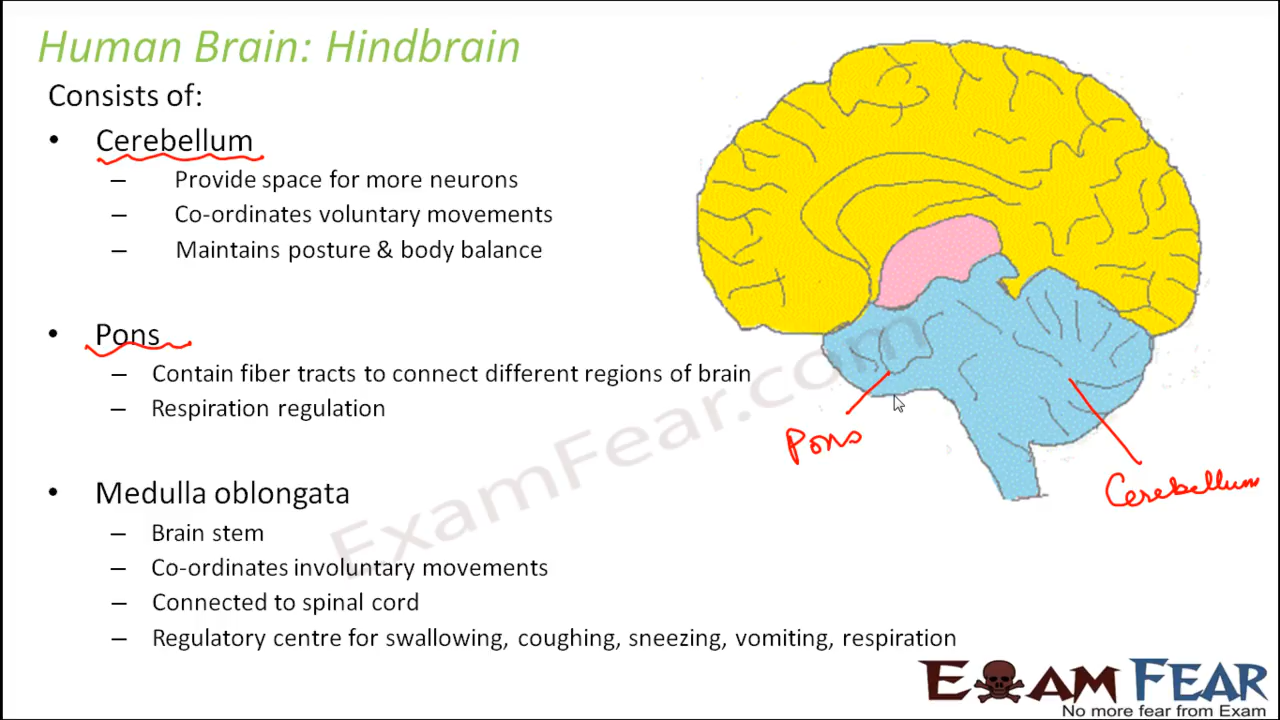 Human Brain: Hindbrain
Consists of:
• Cerebellum
– Provide space for more neurons
– Co-ordinates voluntary movements
– Maintains posture & body balance
• Pons
– Contain fiber tracts to connect different regions of brain
– Respiration regulation
• Medulla oblongata
– Brain stem
– Co-ordinates involuntary movements
– Connected to spinal cord
– Regulatory centre for swallowing, coughing, sneezing, vomiting, respiration
Pons
Cerebellum
ExamFear.com
EXAM FEAR
No more fear from Exam